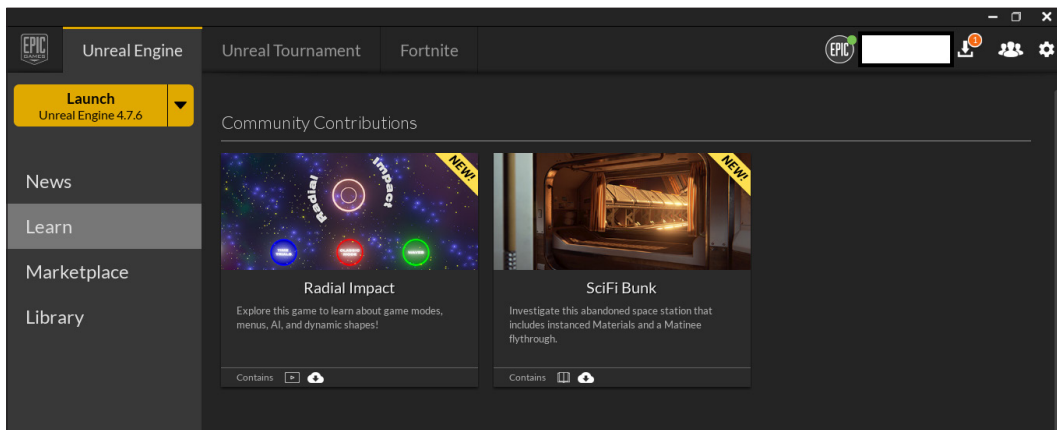 EPIC GAMES
Unreal Engine
Unreal Tournament
Fortnite
EPIC
1
Launch
Unreal Engine 4.7.6
News
Learn
Marketplace
Library
Community Contributions
Radial Impact
NEW!
NEW!
Radial Impact
Explore this game to learn about game modes,
menus, AI, and dynamic shapes!
Contains
SciFi Bunk
Investigate this abandoned space station that
includes instanced Materials and a Matinee
flythrough.
Contains